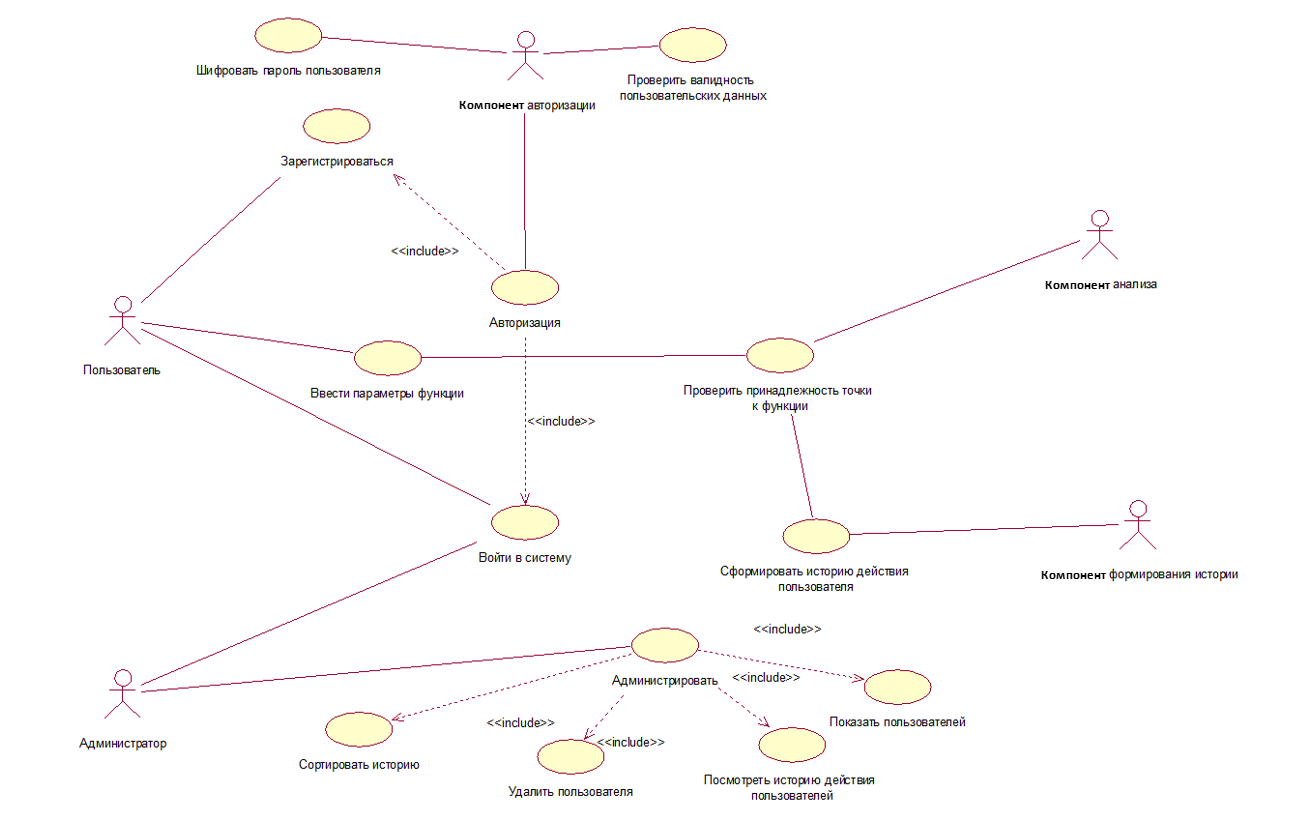 Шифровать пароль пользователя
Проверить валидность
пользовательских данных
Компонент авторизации
Зарегистрироваться
<<include>>
Компонент анализа
Авторизация
Пользователь
Ввести параметры функции
Проверить принадлежность точки
к функции
<<include>>
Войти в систему
Сформировать историю действия
пользователя
Компонент формирования истории
<<include>>
Администрировать
<<include>>
Показать пользователей
<<include>>
<<include>>
Администратор
Сортировать историю
Удалить пользователя
Посмотреть историю действия
пользователей